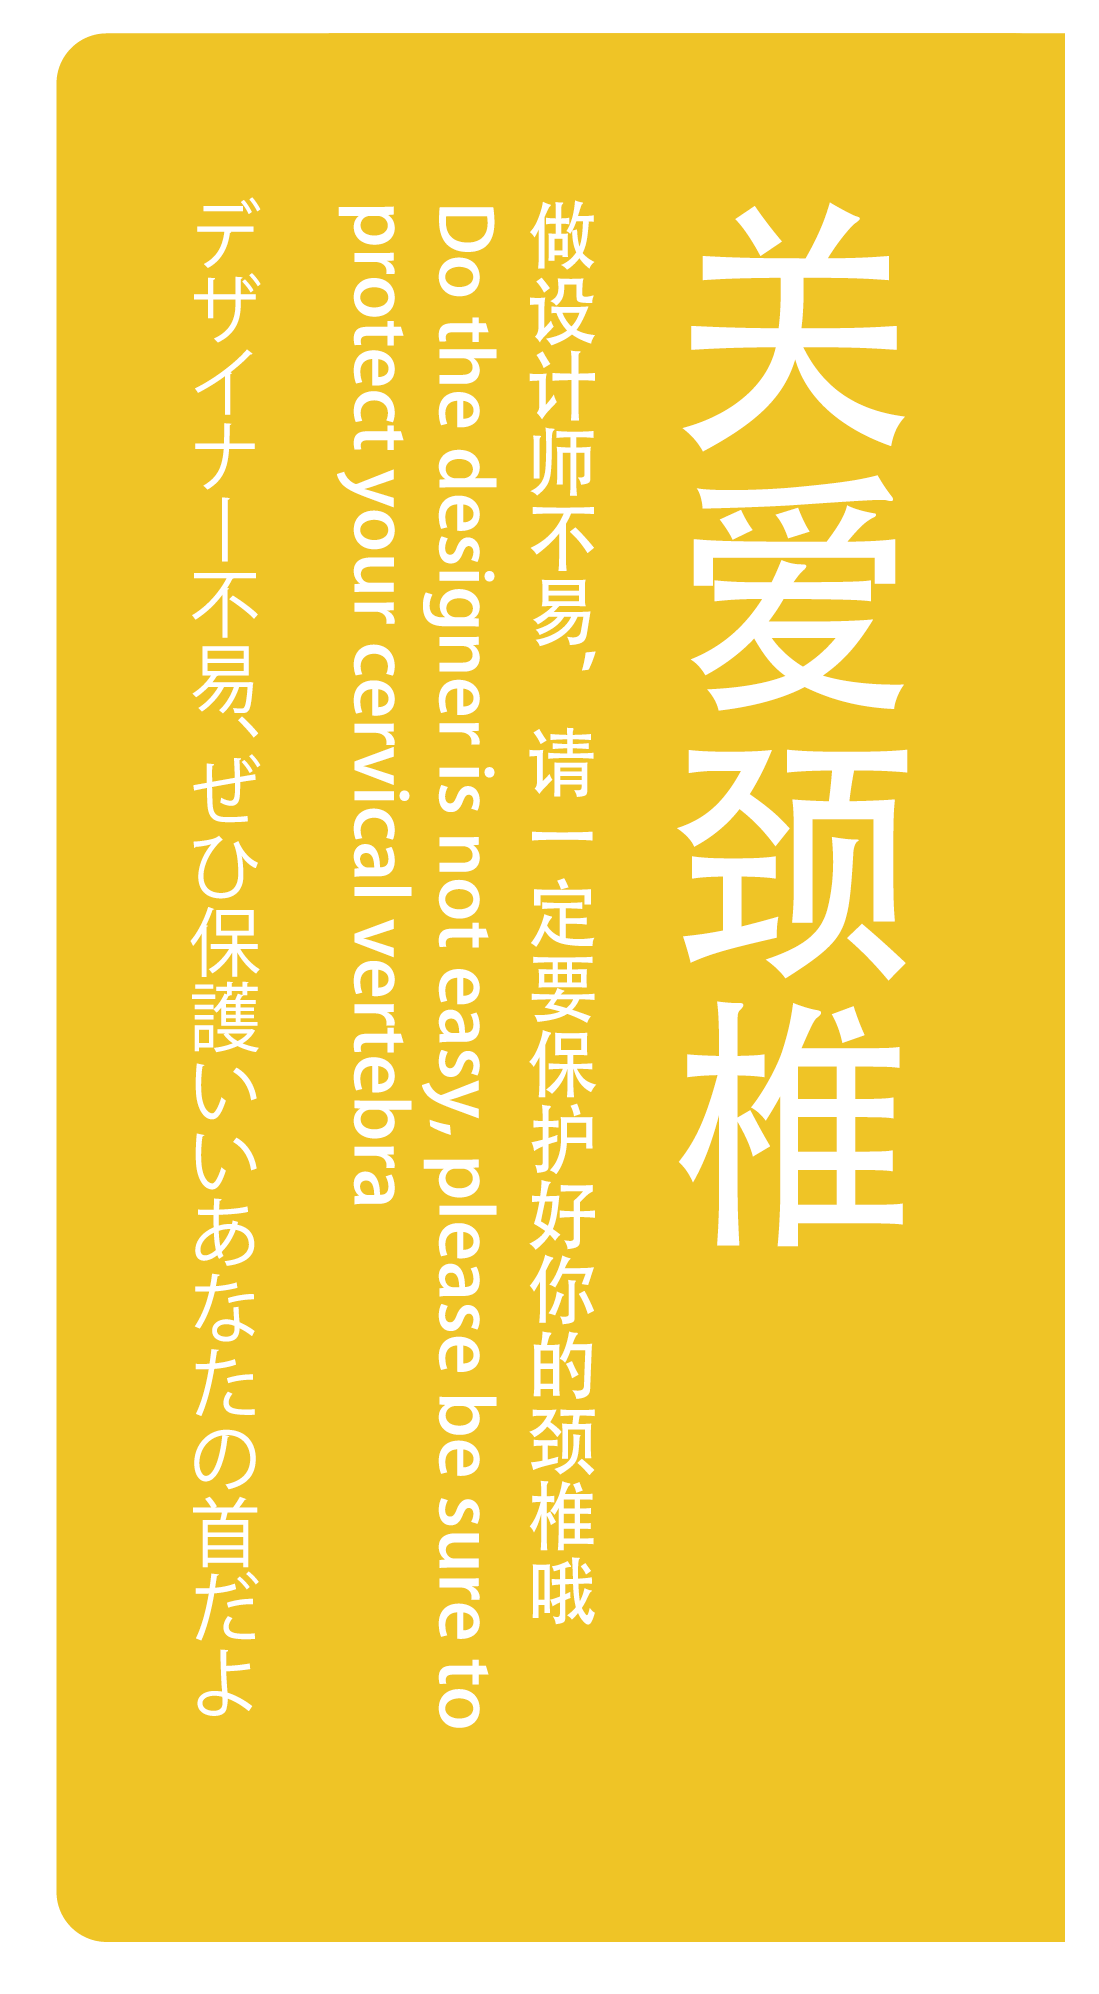 关爱颈椎
做设计师不易，请一定要保护好你的颈椎哦
Do the designer is not easy, please be sure to
protect your cervical vertebra
デザイナー不易、ぜひ保護いいあなたの首だよ